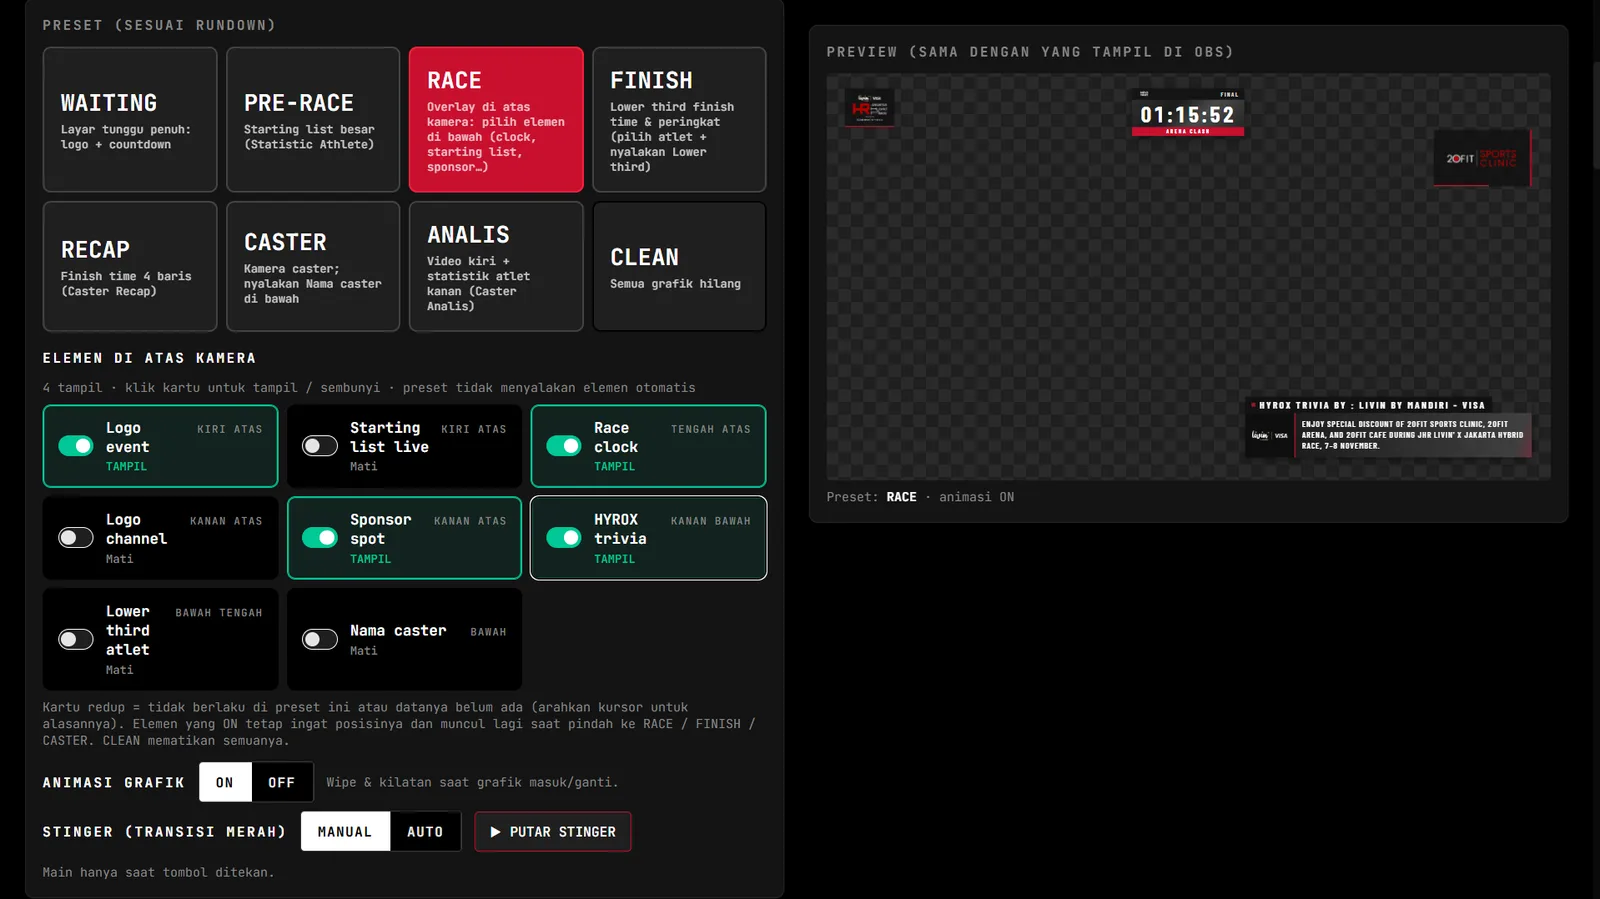 PRESET (SESUAI RUNDOWN)
WAITING
Layar tunggu penuh:
logo + countdown
PRE-RACE
Starting list besar
(Statistic Athlete)
RACE
Overlay di atas
kamera: pilih elemen
di bawah (clock,
starting list,
sponsor…)
FINISH
Lower third finish
time & peringkat
(pilih atlet +
nyalakan Lower
third)
RECAP
Finish time 4 baris
(Caster Recap)
CASTER
Kamera caster;
nyalakan Nama caster
di bawah
ANALIS
Video kiri +
statistik atlet
kanan (Caster
Analis)
CLEAN
Semua grafik hilang
ELEMEN DI ATAS KAMERA
4 tampil · klik kartu untuk tampil / sembunyi · preset tidak menyalakan elemen otomatis
Logo
event
KIRI ATAS
TAMPIL
Starting
list live
KIRI ATAS
Mati
Race
clock
TENGAH ATAS
TAMPIL
Logo
channel
KANAN ATAS
Mati
Sponsor
spot
KANAN ATAS
TAMPIL
HYROX
trivia
KANAN BAWAH
TAMPIL
Lower
third
atlet
BAWAH TENGAH
Mati
Nama caster
BAWAH
Mati
Kartu redup = tidak berlaku di preset ini atau datanya belum ada (arahkan kursor untuk
alasannya). Elemen yang ON tetap ingat posisinya dan muncul lagi saat pindah ke RACE / FINISH /
CASTER. CLEAN mematikan semuanya.
ANIMASI GRAFIK
ON
OFF
Wipe & kilatan saat grafik masuk/ganti.
STINGER (TRANSISI MERAH)
MANUAL
AUTO
▶ PUTAR STINGER
Main hanya saat tombol ditekan.
PREVIEW (SAMA DENGAN YANG TAMPIL DI OBS)
livin' VISA
HR
FINAL
01:15:52
ARENA CLASH
20FIT SPORTS
CLINIC
HYROX TRIVIA BY : LIVIN BY MANDIRI - VISA
livin' VISA
ENJOY SPECIAL DISCOUNT OF 20FIT SPORTS CLINIC, 20FIT
ARENA, AND 20FIT CAFE DURING JHR LIVIN' X JAKARTA HYBRID
RACE, 7-8 NOVEMBER.
Preset: RACE · animasi ON